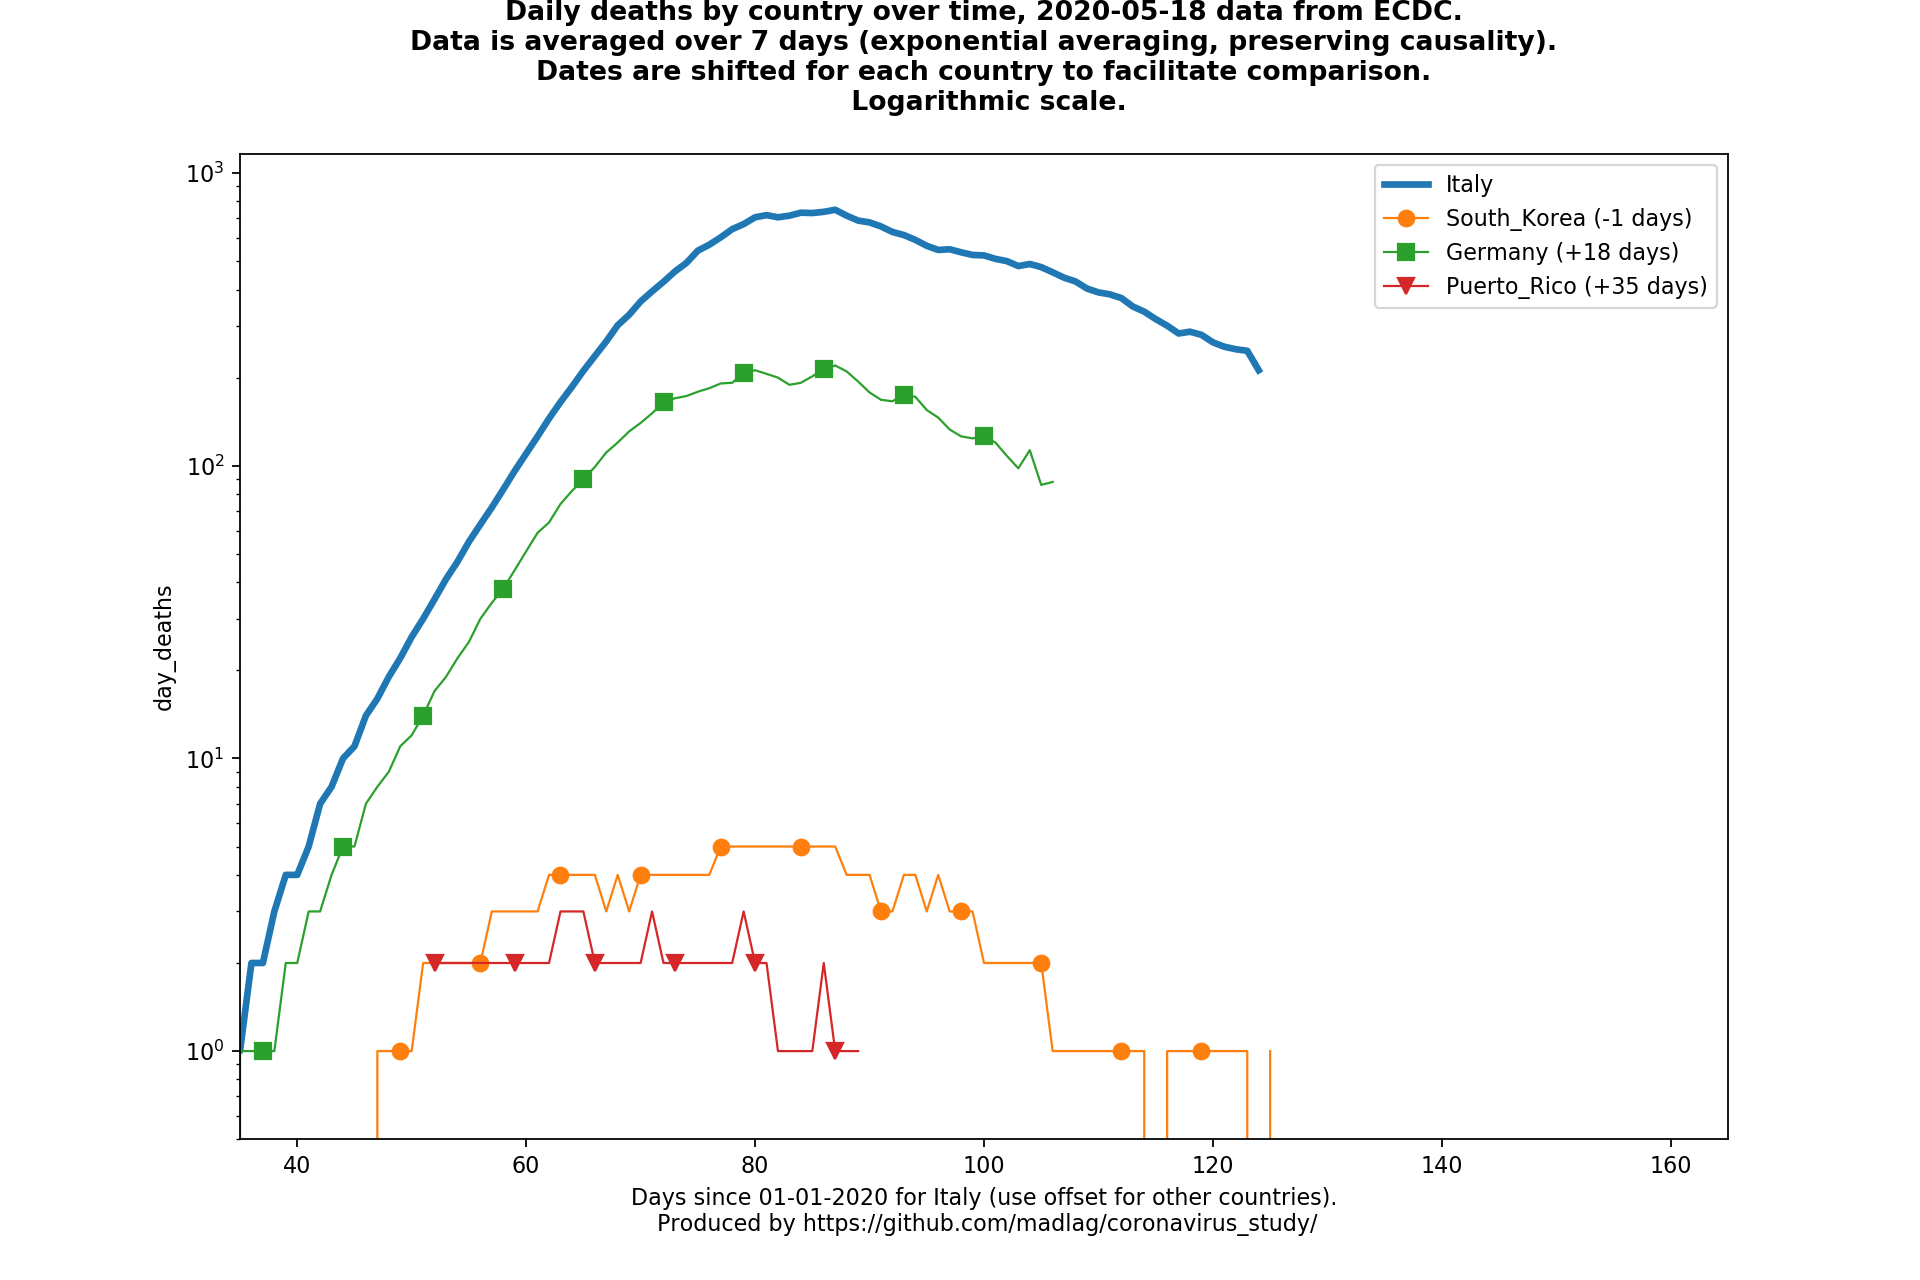 Daily deaths by country over time, 2020-05-18 data from ECDC.
Data is averaged over 7 days (exponential averaging, preserving causality).
Dates are shifted for each country to facilitate comparison.
Logarithmic scale.
10³
10²
10¹
10⁰
day_deaths
Italy
South_Korea (-1 days)
Germany (+18 days)
Puerto_Rico (+35 days)
40 60 80 100 120 140 160
Days since 01-01-2020 for Italy (use offset for other countries).
Produced by https://github.com/madlag/coronavirus_study/